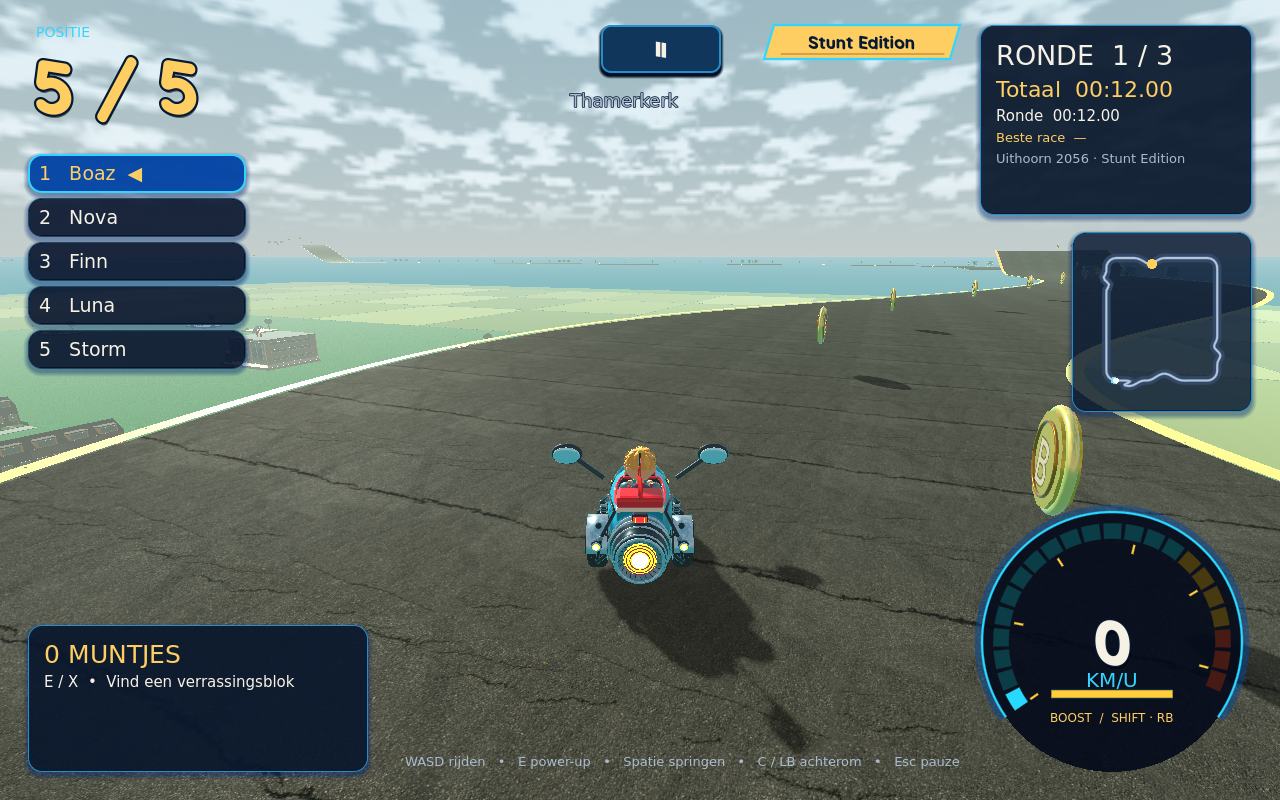 POSITIE
5 / 5
1 Boaz ◀
2 Nova
3 Finn
4 Luna
5 Storm
Thamerkerk
Stunt Edition
RONDE 1 / 3
Totaal 00:12.00
Ronde 00:12.00
Beste race —
Uithoorn 2056 · Stunt Edition
B
0 MUNTJES
E / X • Vind een verrassingsblok
0
KM/U
BOOST / SHIFT · RB
WASD rijden • E power-up • Spatie springen • C / LB achterom • Esc pauze